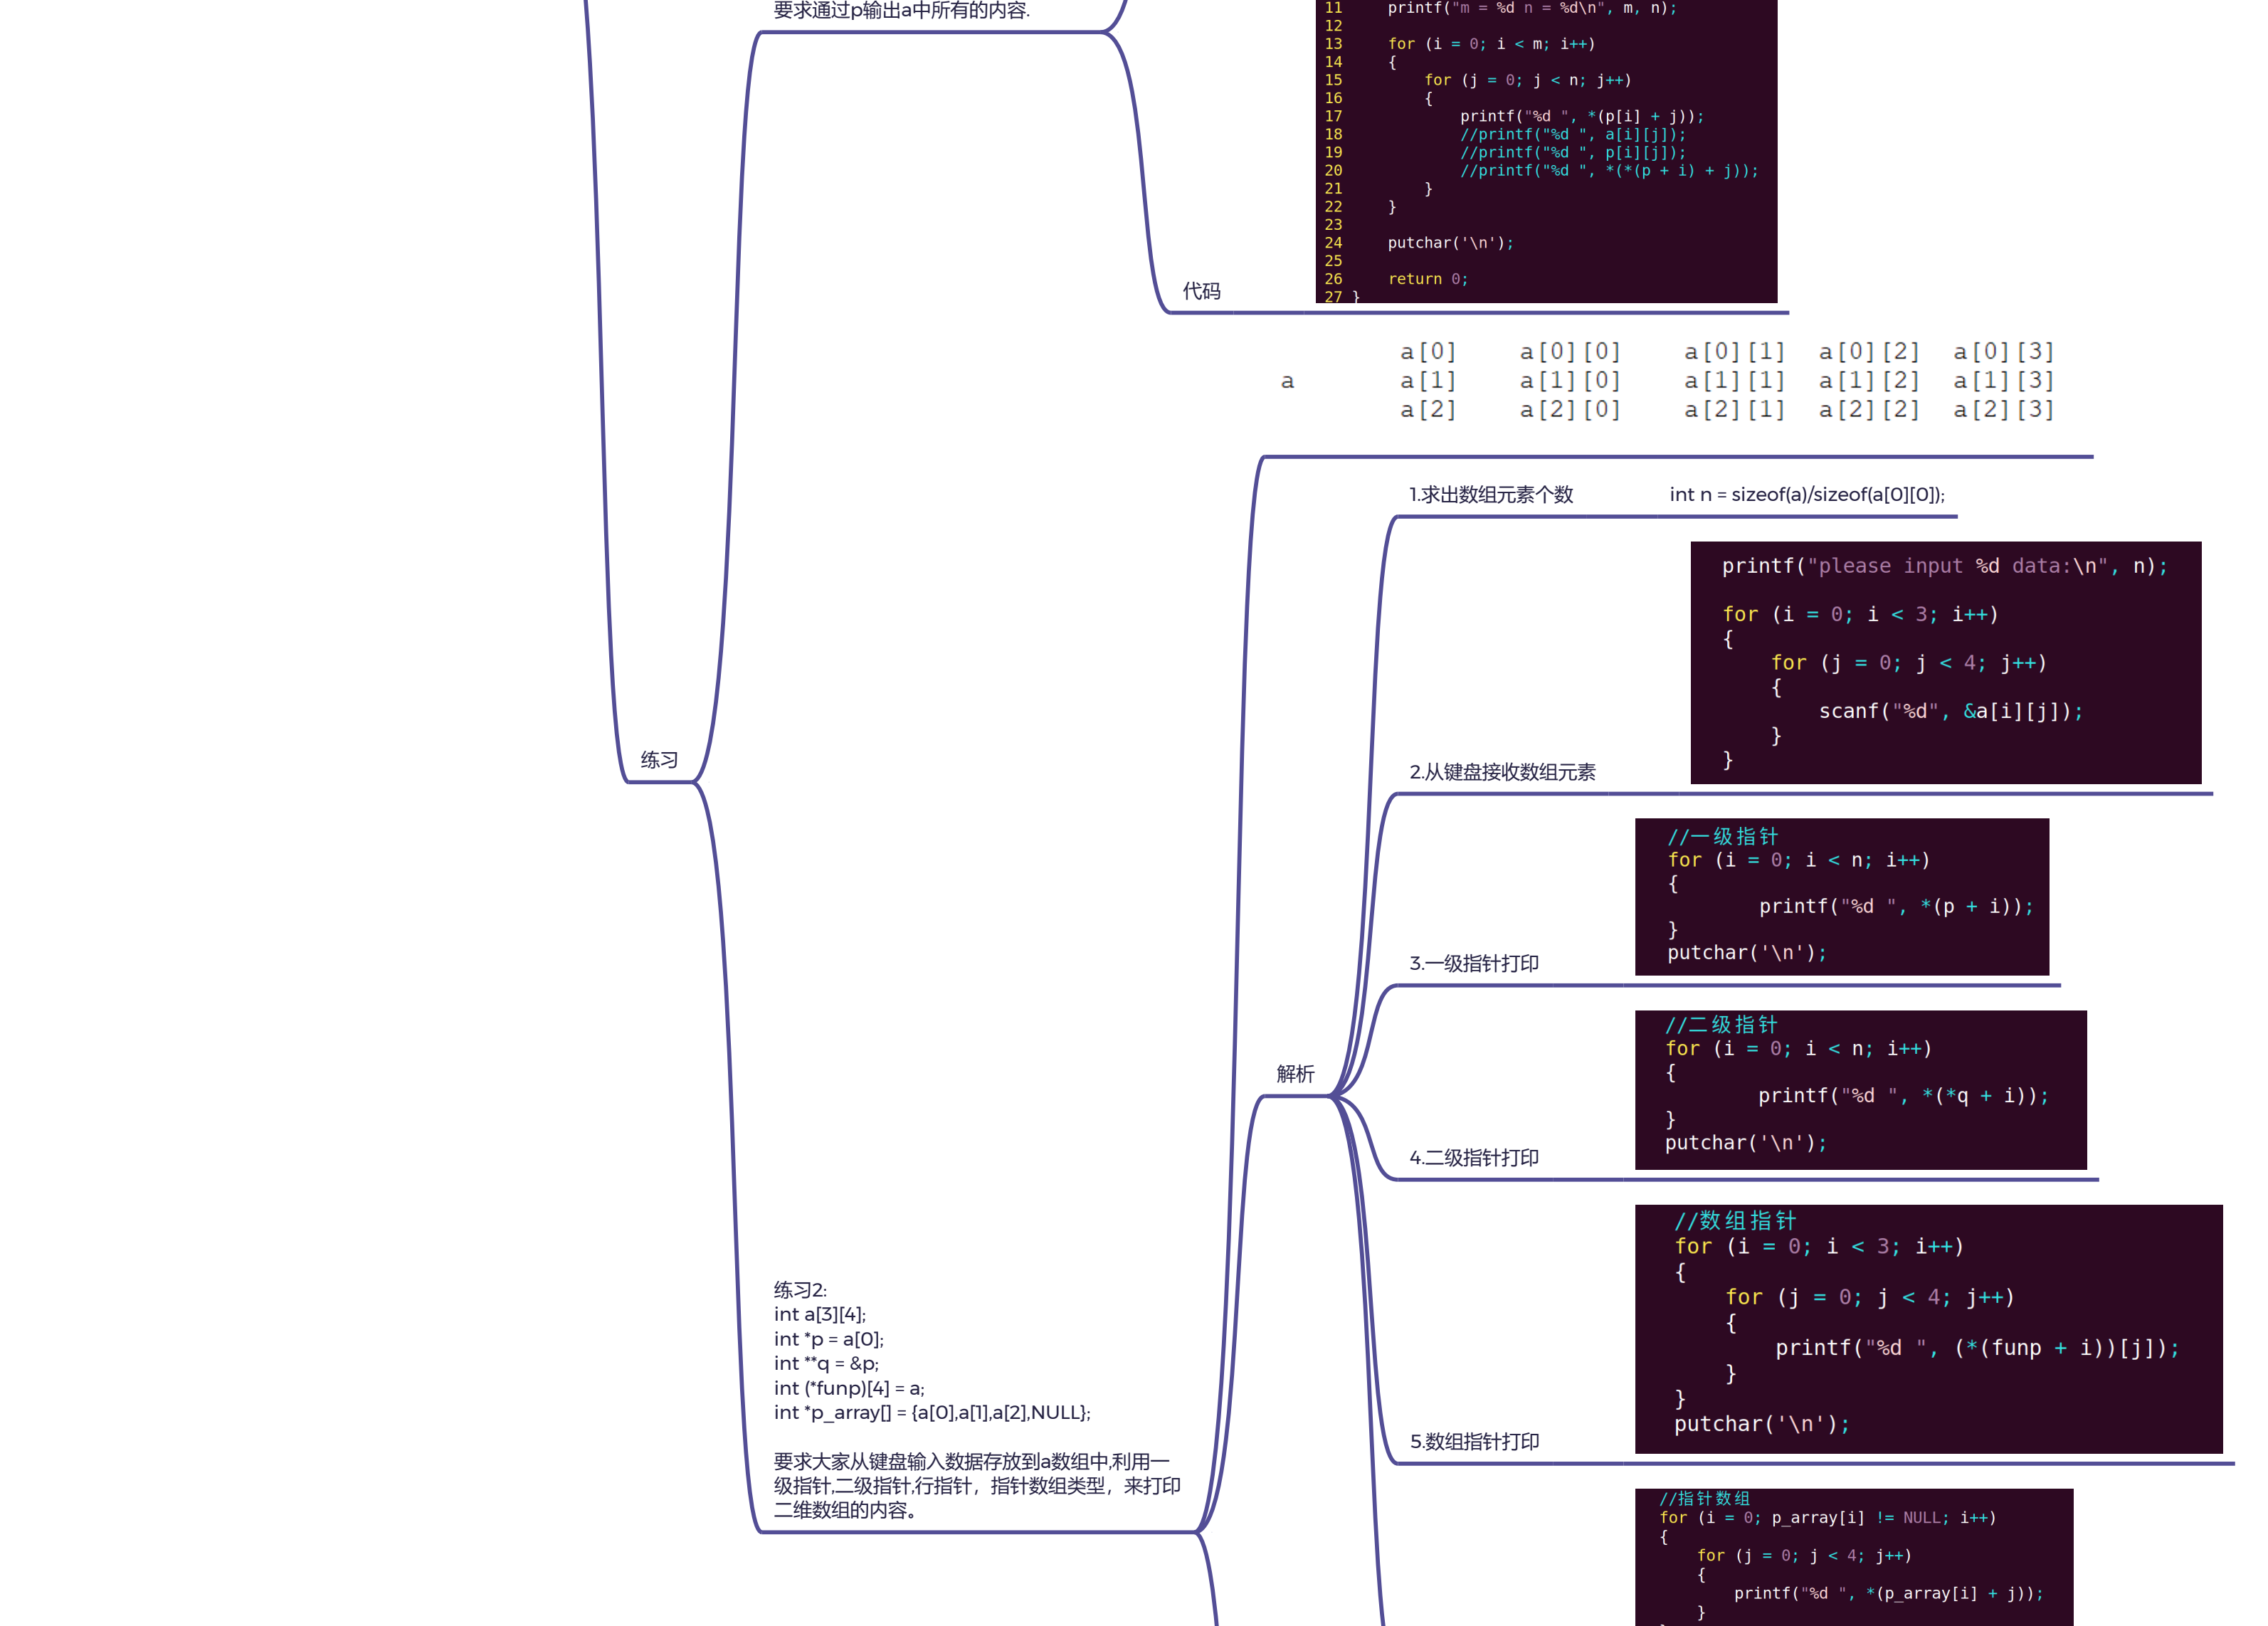 要求通过p输出a中所有的内容.
11     printf("m = %d n = %d\n", m, n);
12
13     for (i = 0; i < m; i++)
14     {
15         for (j = 0; j < n; j++)
16         {
17             printf("%d ", *(p[i] + j));
18             //printf("%d ", a[i][j]);
19             //printf("%d ", p[i][j]);
20             //printf("%d ", *(*(p + i) + j));
21         }
22     }
23
24     putchar('\n');
25
26     return 0;
27 }
代码
a[0] a[0][0] a[0][1] a[0][2] a[0][3]
a a[1] a[1][0] a[1][1] a[1][2] a[1][3]
a[2] a[2][0] a[2][1] a[2][2] a[2][3]
1.求出数组元素个数 int n = sizeof(a)/sizeof(a[0][0]);
printf("please input %d data:\n", n);
for (i = 0; i < 3; i++)
{
    for (j = 0; j < 4; j++)
    {
        scanf("%d", &a[i][j]);
    }
}
练习
2.从键盘接收数组元素
//一级指针
for (i = 0; i < n; i++)
{
        printf("%d ", *(p + i));
}
putchar('\n');
3.一级指针打印
//二级指针
for (i = 0; i < n; i++)
{
        printf("%d ", *(*q + i));
}
putchar('\n');
解析
4.二级指针打印
//数组指针
for (i = 0; i < 3; i++)
{
    for (j = 0; j < 4; j++)
    {
        printf("%d ", (*(funp + i))[j]);
    }
}
putchar('\n');
5.数组指针打印
练习2:
int a[3][4];
int *p = a[0];
int **q = &p;
int (*funp)[4] = a;
int *p_array[] = {a[0],a[1],a[2],NULL};
要求大家从键盘输入数据存放到a数组中,利用一
级指针,二级指针,行指针，指针数组类型，来打印
二维数组的内容。
//指针数组
for (i = 0; p_array[i] != NULL; i++)
{
    for (j = 0; j < 4; j++)
    {
        printf("%d ", *(p_array[i] + j));
    }